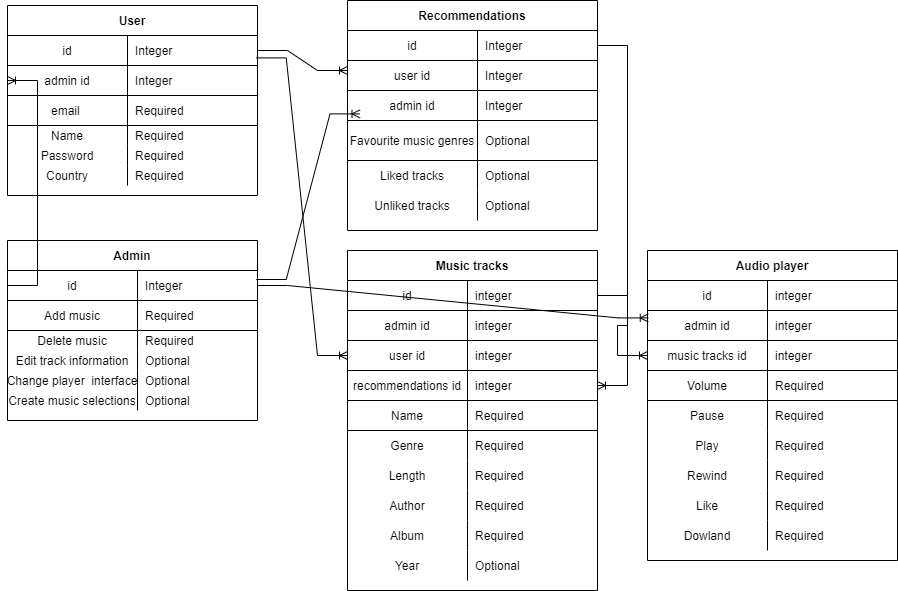 User
id Integer
admin id Integer
email Required
Name Required
Password Required
Country Required
Recommendations
id Integer
user id Integer
admin id Integer
Favourite music genres Optional
Liked tracks Optional
Unliked tracks Optional
Admin
id Integer
Add music Required
Delete music Required
Edit track information Optional
Change player interface Optional
Create music selections Optional
Music tracks
id integer
admin id integer
user id integer
recommendations id integer
Name Required
Genre Required
Length Required
Author Required
Album Required
Year Optional
Audio player
id integer
admin id integer
music tracks id integer
Volume Required
Pause Required
Play Required
Rewind Required
Like Required
Dowland Required